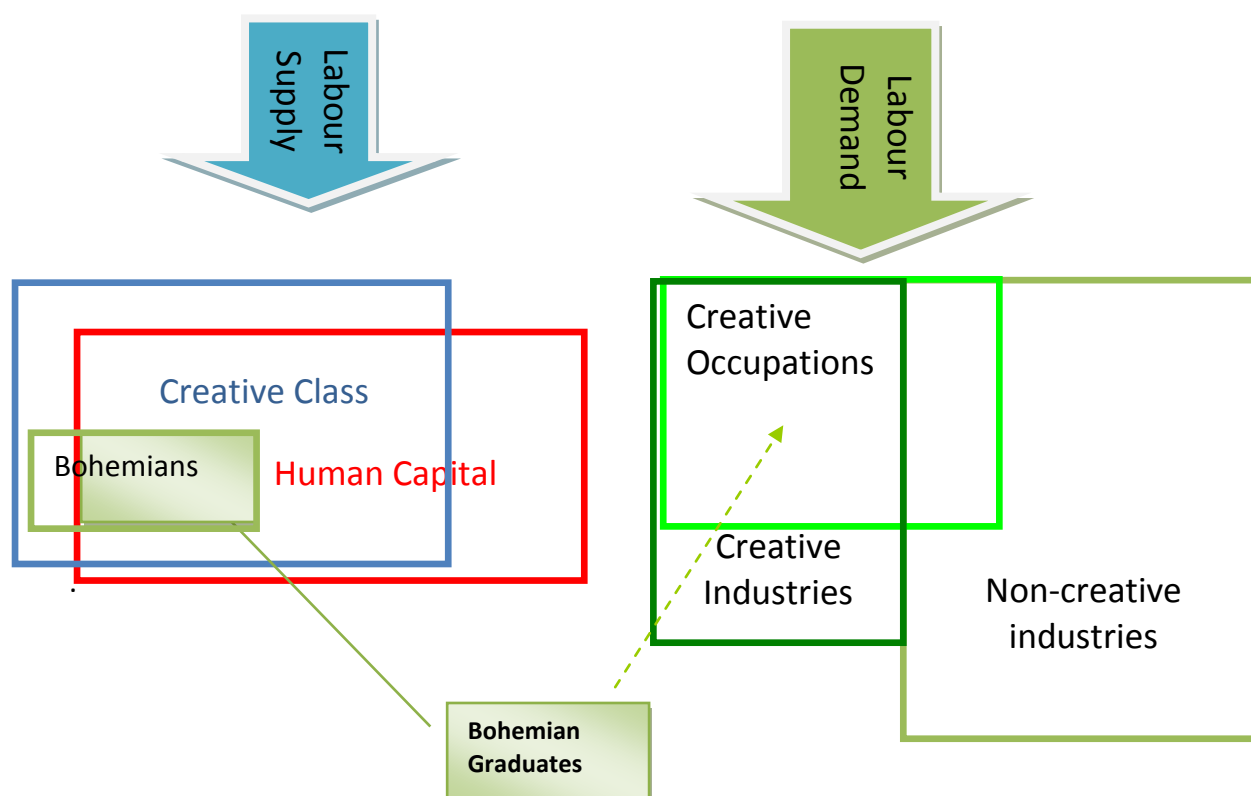 Labour
Supply
Labour
Demand
Creative Class
Bohemians
Human Capital
.
Creative
Occupations
Creative
Industries
Non-creative
industries
Bohemian
Graduates